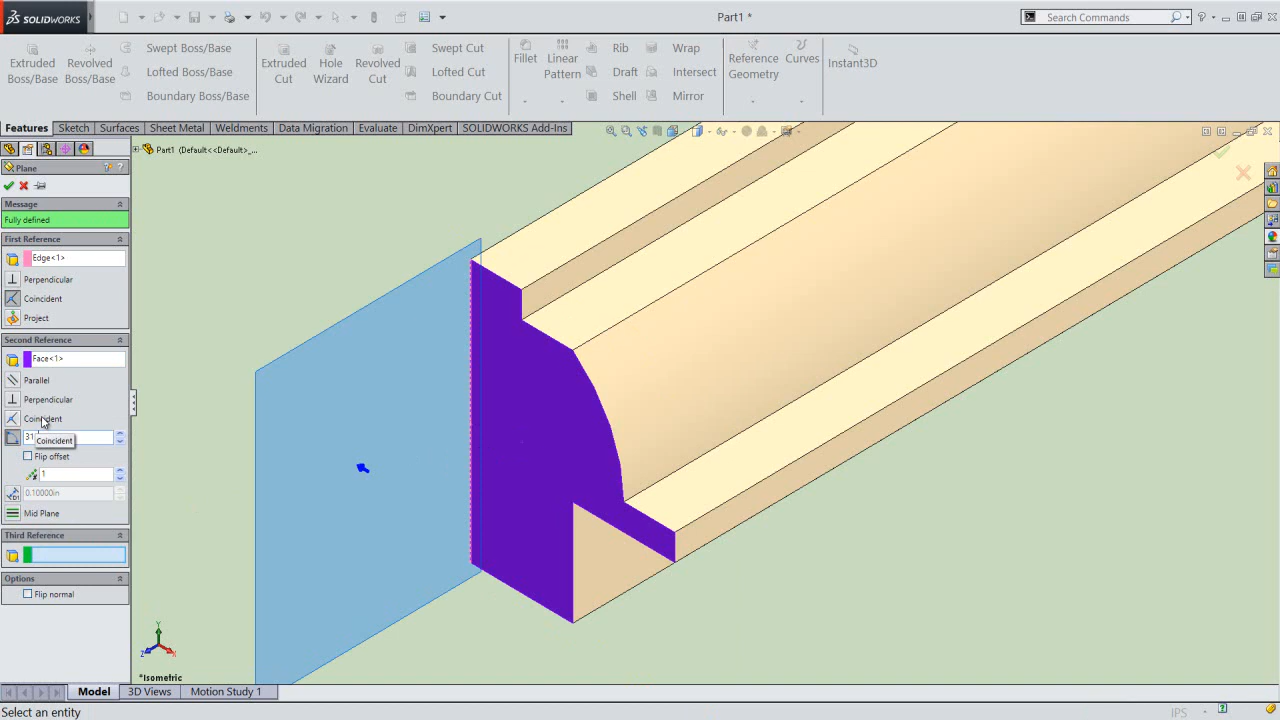 SOLIDWORKS
Part1 *
Search Commands
Extruded Boss/Base
Revolved Boss/Base
Swept Boss/Base
Lofted Boss/Base
Boundary Boss/Base
Extruded Cut
Hole Wizard
Revolved Cut
Swept Cut
Lofted Cut
Boundary Cut
Fillet
Linear Pattern
Rib
Draft
Shell
Wrap
Intersect
Mirror
Reference Geometry
Curves
Instant3D
Features
Sketch
Surfaces
Sheet Metal
Weldments
Data Migration
Evaluate
DimXpert
SOLIDWORKS Add-Ins
Part1 (Default<<Default>_...
Plane
Message
Fully defined
First Reference
Edge<1>
Perpendicular
Coincident
Project
Second Reference
Face<1>
Parallel
Perpendicular
Coincident
31
Coincident
Flip offset
1
0.10000in
Mid Plane
Third Reference
Options
Flip normal
Y
X
Z
*Isometric
Model
3D Views
Motion Study 1
Select an entity
IPS